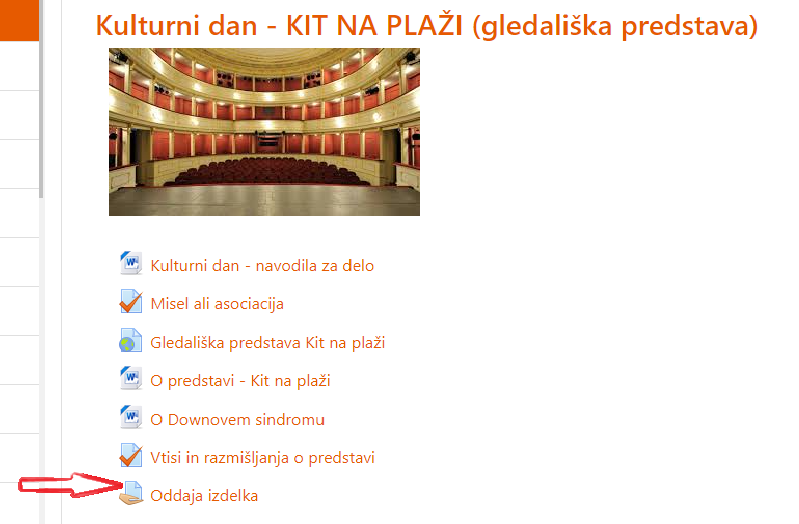 Kulturni dan - KIT NA PLAŽI (gledališka predstava)
Kulturni dan - navodila za delo
Misel ali asociacija
Gledališka predstava Kit na plaži
O predstavi - Kit na plaži
O Downovem sindromu
Vtisi in razmišljanja o predstavi
Oddaja izdelka